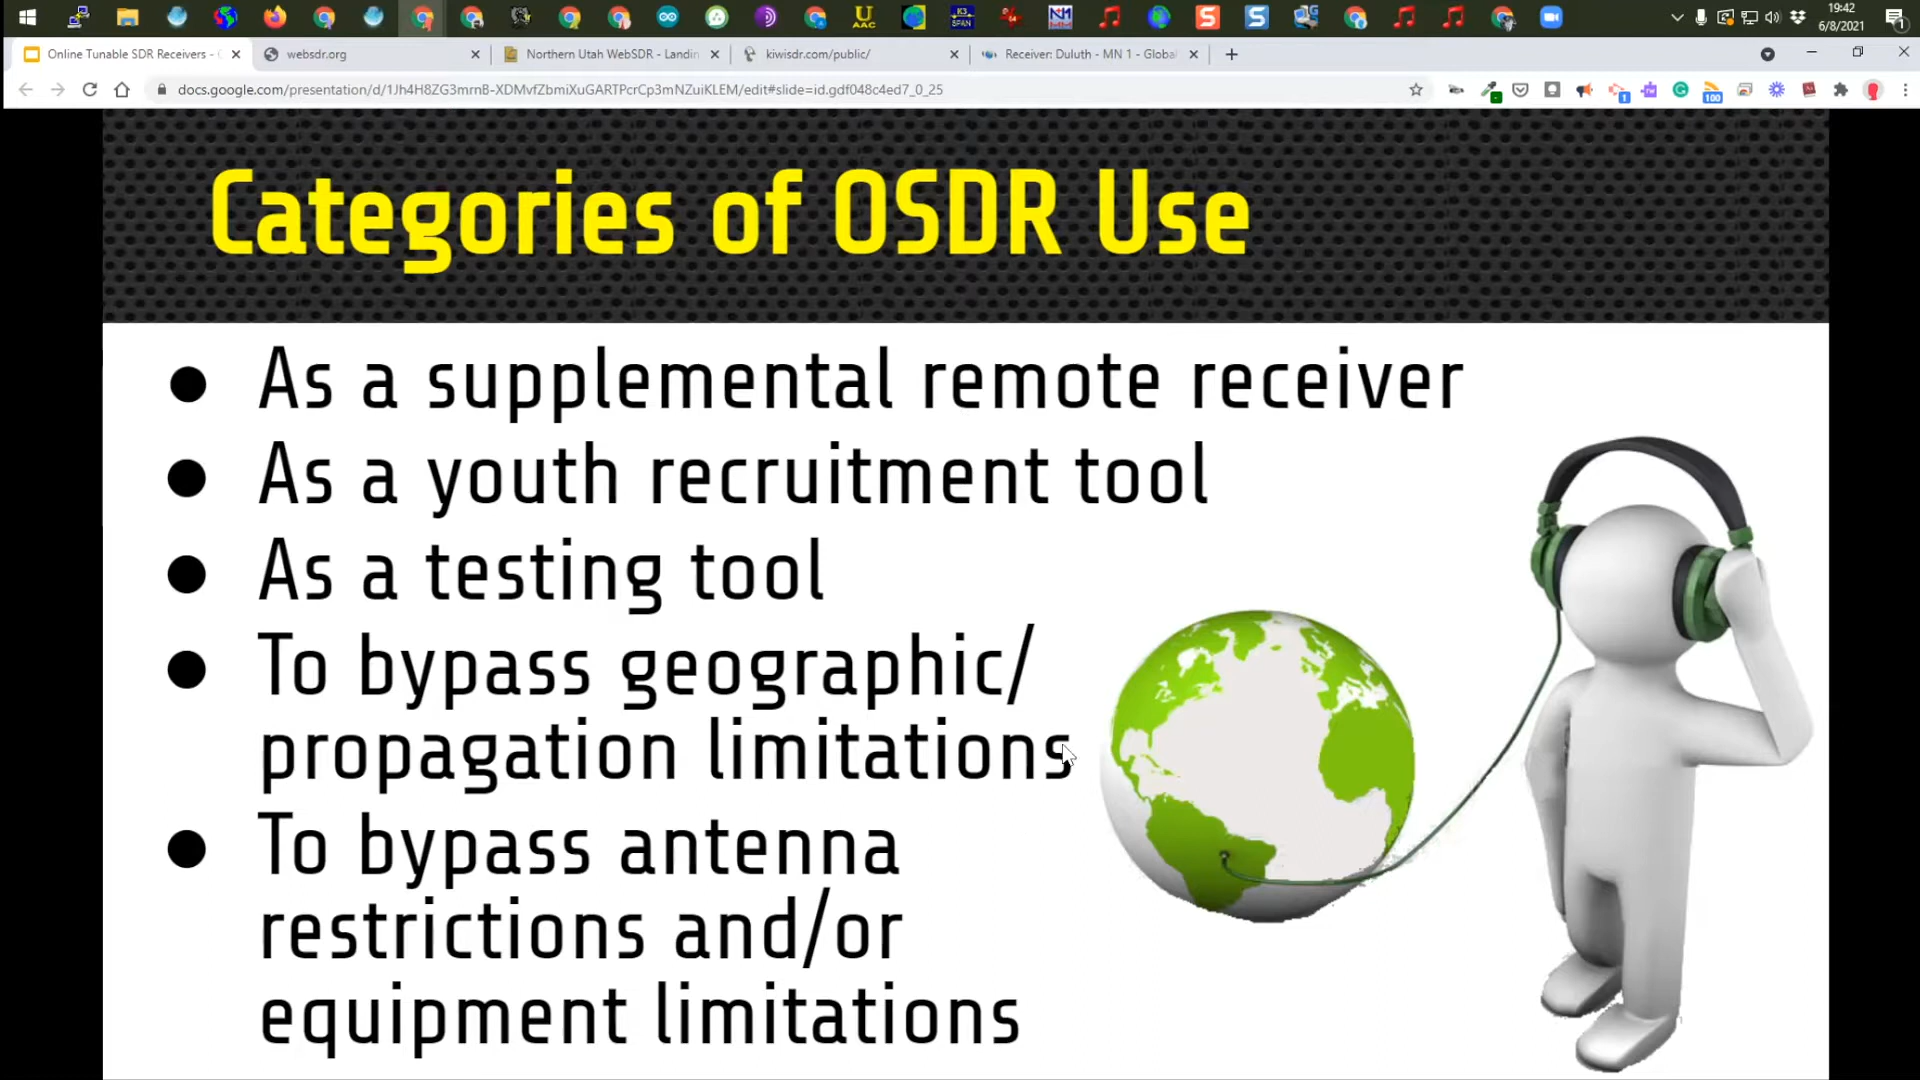 19:42
6/8/2021
Online Tunable SDR Receivers -
websdr.org
Northern Utah WebSDR - Landin
kiwisdr.com/public/
Receiver: Duluth - MN 1 - Global
docs.google.com/presentation/d/1Jh4H8ZG3mrnB-XDMvfZbmiXuGARTPcrCp3mNZuiKLEM/edit#slide=id.gdf048c4ed7_0_25
Categories of OSDR Use
● As a supplemental remote receiver
● As a youth recruitment tool
● As a testing tool
● To bypass geographic/
propagation limitations
● To bypass antenna
restrictions and/or
equipment limitations